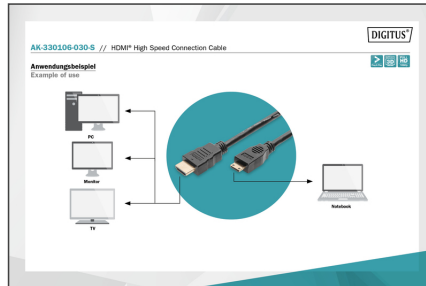 DIGITUS®
AK-330106-030-S // HDMI® High Speed Connection Cable
Anwendungsbeispiel
Example of use
PC
Monitor
TV
Notebook